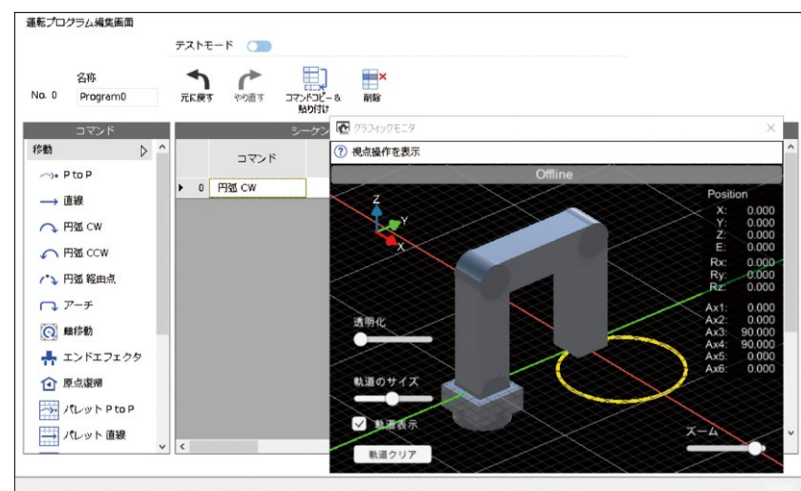 運転プログラム編集画面
テストモード
名称
No. 0 Program0
元に戻す
やり直す
コマンドコピー &
貼り付け
削除
コマンド
シーケン
移動
P to P
直線
円弧 CW
円弧 CCW
円弧 経由点
アーチ
軸移動
エンドエフェクタ
原点復帰
パレット P to P
パレット 直線
コマンド
0 円弧 CW
グラフィックモニタ
視点操作を表示
Offline
Z
Y
X
透明化
軌道のサイズ
軌道表示
軌道クリア
Position
X: 0.000
Y: 0.000
Z: 0.000
E: 0.000
Rx: 0.000
Ry: 0.000
Rz: 0.000
Ax1: 0.000
Ax2: 0.000
Ax3: 90.000
Ax4: 90.000
Ax5: 0.000
Ax6: 0.000
ズーム